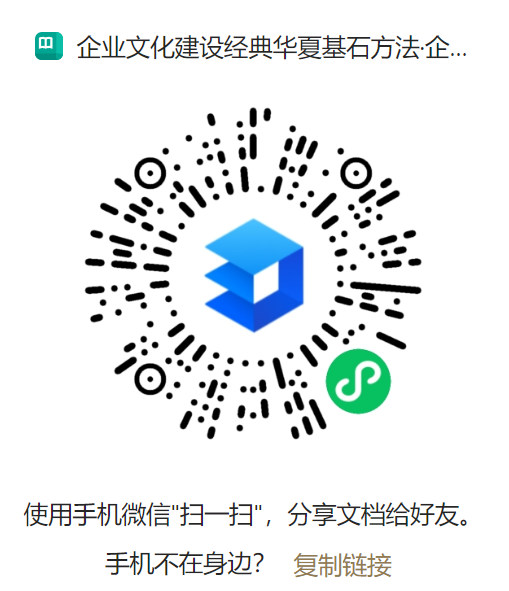 企业文化建设经典华夏基石方法·企...
使用手机微信"扫一扫"，分享文档给好友。
手机不在身边？ 复制链接